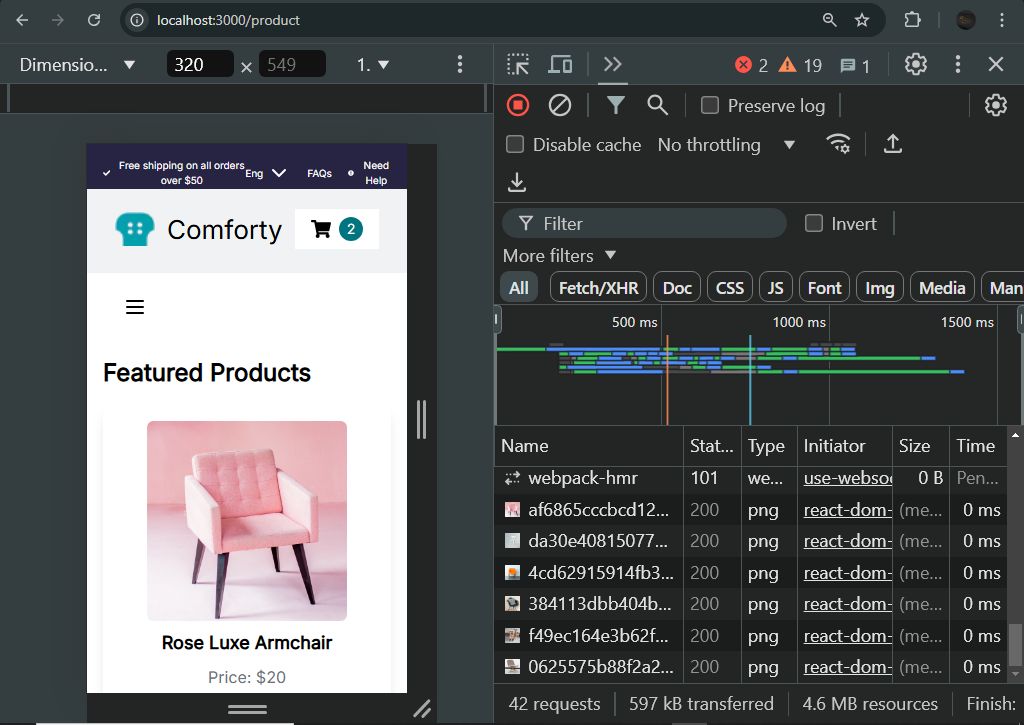 localhost:3000/product
Dimensio... 320 × 549 1.
2 19 1
Preserve log
Disable cache No throttling
Filter Invert
More filters
All Fetch/XHR Doc CSS JS Font Img Media Man
500 ms 1000 ms 1500 ms
Name Stat... Type Initiator Size Time
webpack-hmr 101 we... use-websoc 0 B Pen...
af6865cccbcd12... 200 png react-dom- (me... 0 ms
da30e40815077... 200 png react-dom- (me... 0 ms
4cd62915914fb3... 200 png react-dom- (me... 0 ms
384113dbb404b... 200 png react-dom- (me... 0 ms
f49ec164e3b62f... 200 png react-dom- (me... 0 ms
0625575b88f2a2... 200 png react-dom- (me... 0 ms
42 requests 597 kB transferred 4.6 MB resources Finish:
Free shipping on all orders
over $50
Eng
FAQs
Need
Help
Comforty 2
Featured Products
Rose Luxe Armchair
Price: $20